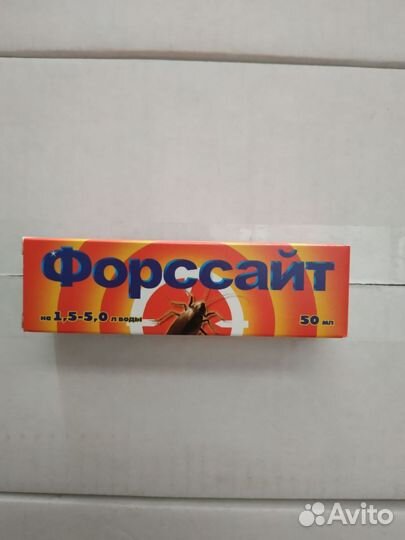 Форссайт
на 1,5-5,0 л воды
50 мл
Avito